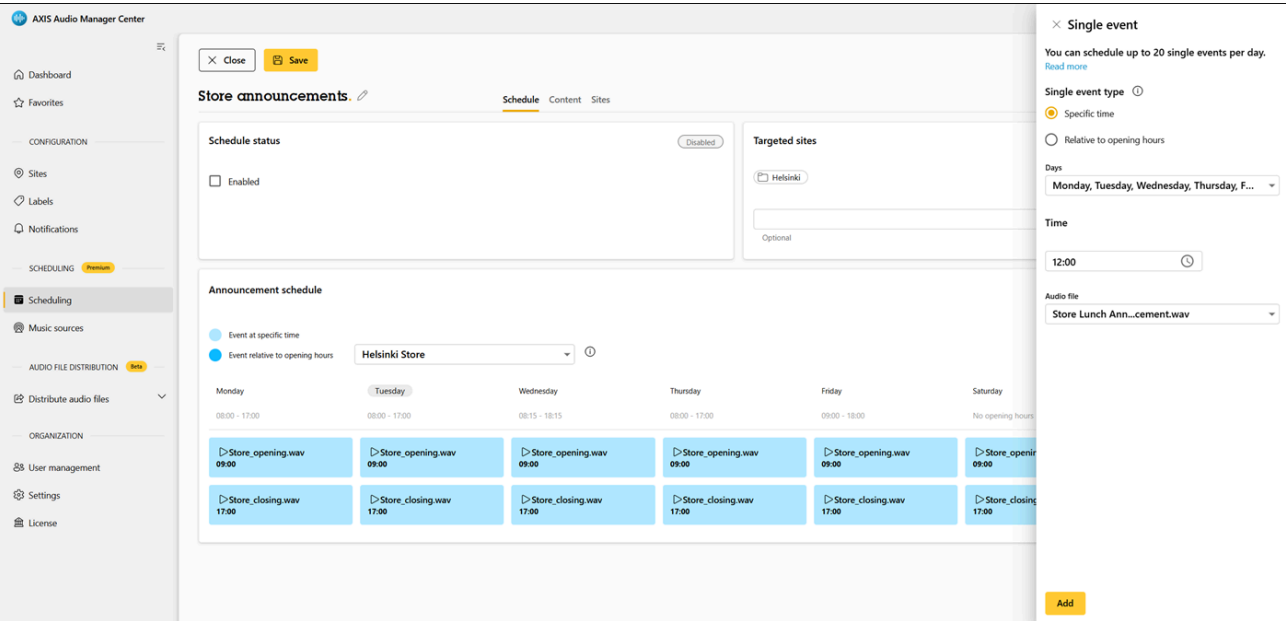 AXIS Audio Manager Center
Dashboard
Favorites
CONFIGURATION
Sites
Labels
Notifications
SCHEDULING Premium
Scheduling
Music sources
AUDIO FILE DISTRIBUTION Beta
Distribute audio files
ORGANIZATION
User management
Settings
License
Close Save
Store announcements.
Schedule Content Sites
Schedule status Disabled
Enabled
Targeted sites
Helsinki
Optional
Announcement schedule
Event at specific time
Event relative to opening hours Helsinki Store
Monday Tuesday Wednesday Thursday Friday Saturday
08:00 - 17:00 08:00 - 17:00 08:15 - 18:15 08:00 - 17:00 09:00 - 18:00 No opening hours
Store_opening.wav Store_opening.wav Store_opening.wav Store_opening.wav Store_opening.wav Store_openir
09:00 09:00 09:00 09:00 09:00 09:00
Store_closing.wav Store_closing.wav Store_closing.wav Store_closing.wav Store_closing.wav Store_closing
17:00 17:00 17:00 17:00 17:00 17:00
Single event
You can schedule up to 20 single events per day.
Read more
Single event type
Specific time
Relative to opening hours
Days
Monday, Tuesday, Wednesday, Thursday, F...
Time
12:00
Audio file
Store Lunch Ann...cement.wav
Add